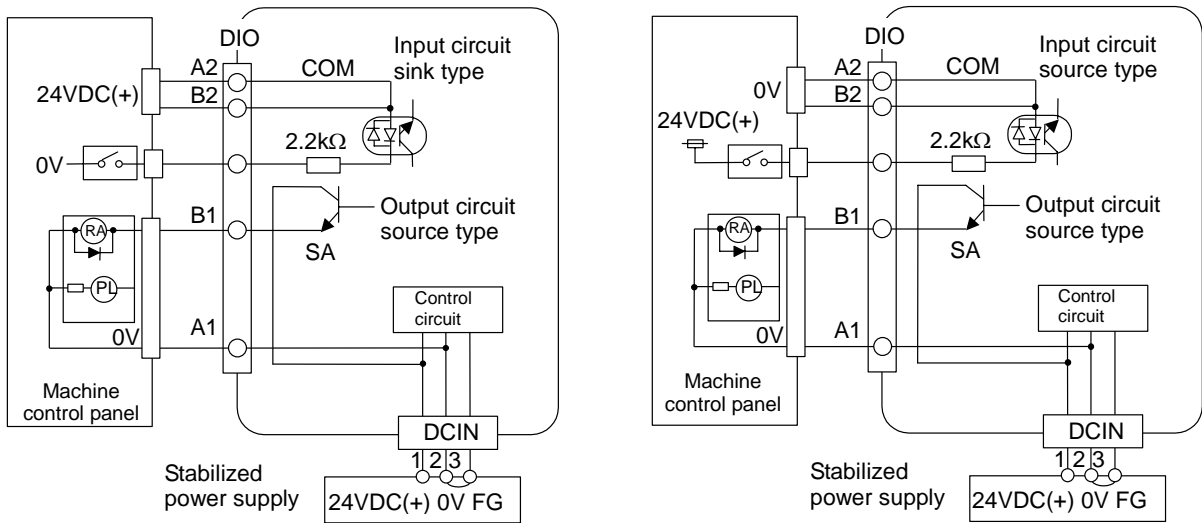 DIO
Input circuit
sink type
A2
COM
24VDC(+)
B2
2.2kΩ
0V
B1
Output circuit
source type
RA
SA
PL
Control
circuit
0V
A1
Machine
control panel
DCIN
1 2 3
Stabilized
power supply
24VDC(+) 0V FG
DIO
Input circuit
source type
A2
COM
0V
B2
24VDC(+)
2.2kΩ
B1
Output circuit
source type
RA
SA
PL
Control
circuit
0V
A1
Machine
control panel
DCIN
1 2 3
Stabilized
power supply
24VDC(+) 0V FG